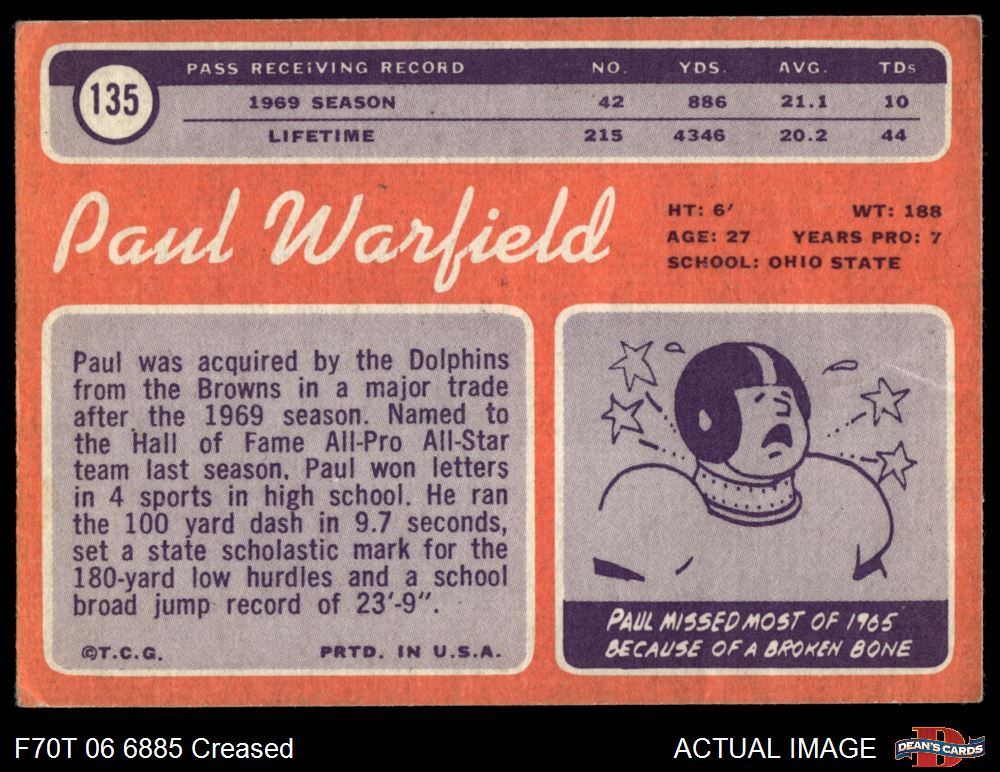 135
PASS RECEIVING RECORD NO. YDS. AVG. TDs
1969 SEASON 42 886 21.1 10
LIFETIME 215 4346 20.2 44
Paul Warfield
HT: 6' WT: 188
AGE: 27 YEARS PRO: 7
SCHOOL: OHIO STATE
Paul was acquired by the Dolphins
from the Browns in a major trade
after the 1969 season. Named to
the Hall of Fame All-Pro All-Star
team last season. Paul won letters
in 4 sports in high school. He ran
the 100 yard dash in 9.7 seconds,
set a state scholastic mark for the
180-yard low hurdles and a school
broad jump record of 23'-9".
©T.C.G. PRTD. IN U.S.A.
PAUL MISSED MOST OF 1965
BECAUSE OF A BROKEN BONE
F70T 06 6885 Creased
ACTUAL IMAGE
D
DEAN'S CARDS